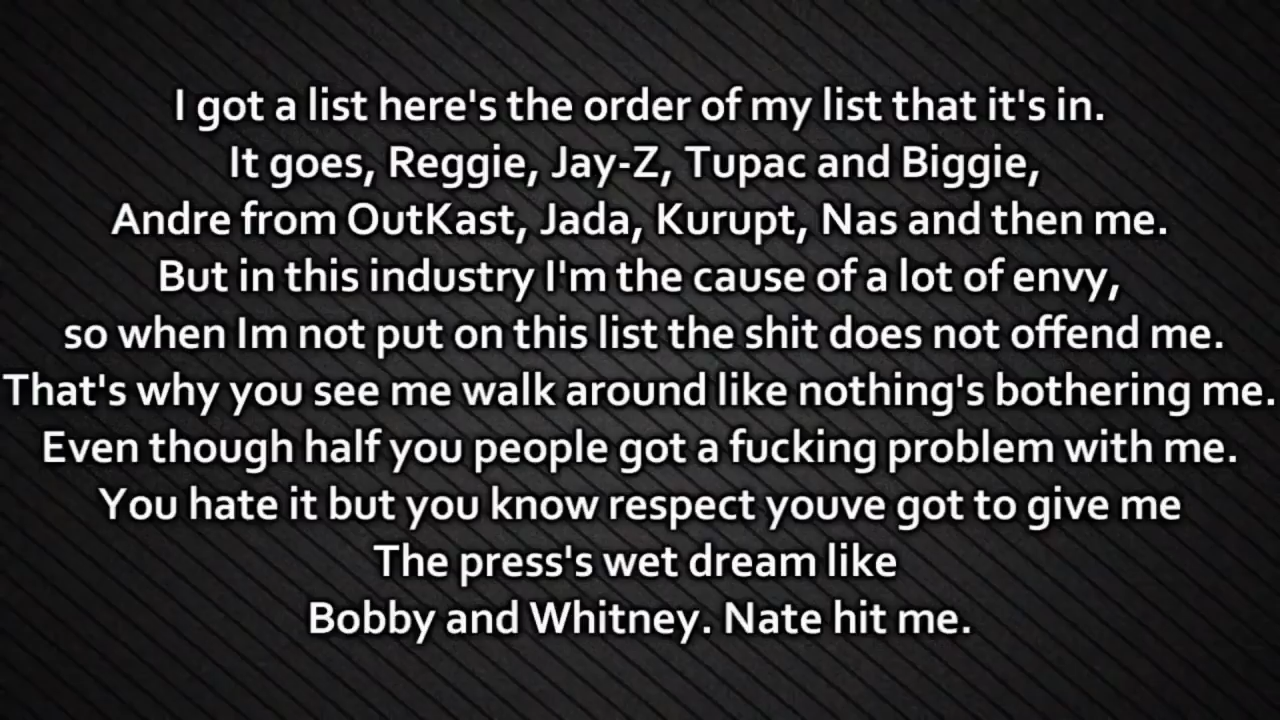 I got a list here's the order of my list that it's in.
It goes, Reggie, Jay-Z, Tupac and Biggie,
Andre from OutKast, Jada, Kurupt, Nas and then me.
But in this industry I'm the cause of a lot of envy,
so when Im not put on this list the shit does not offend me.
That's why you see me walk around like nothing's bothering me.
Even though half you people got a fucking problem with me.
You hate it but you know respect youve got to give me
The press's wet dream like
Bobby and Whitney. Nate hit me.